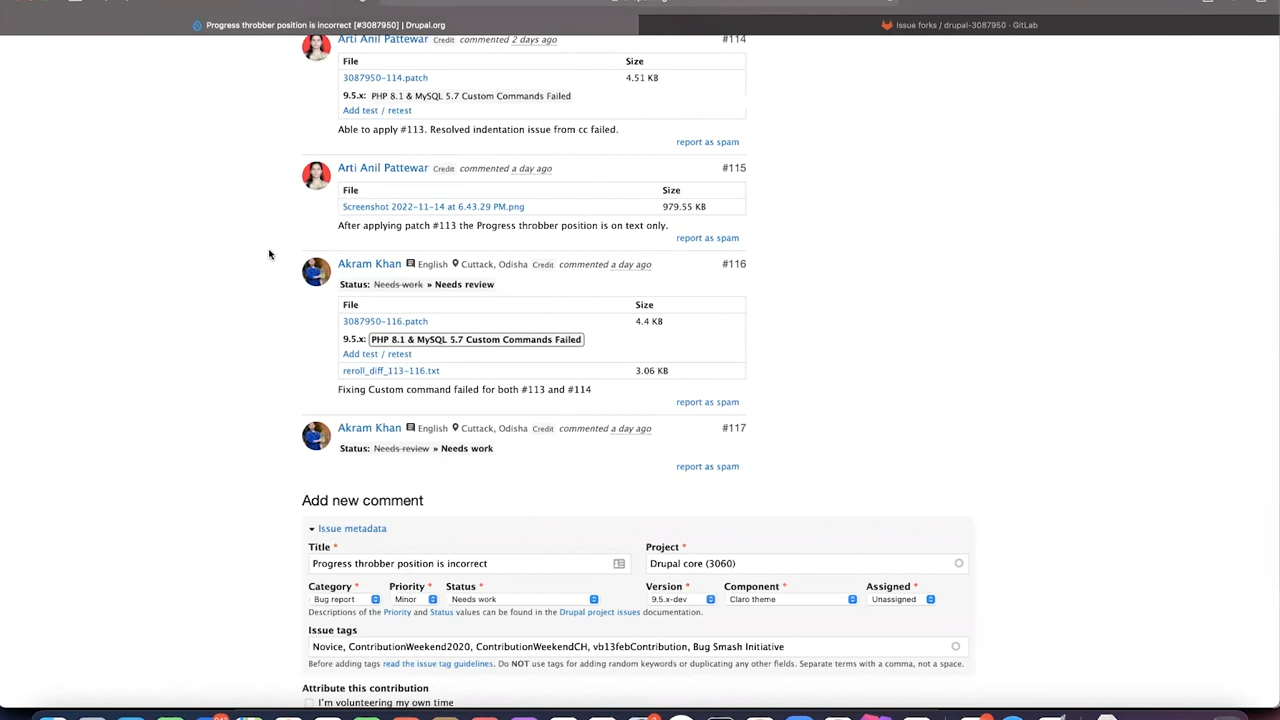 Progress throbber position is incorrect [#3087950] | Drupal.org
Issue forks / drupal-3087950 · GitLab
Arti Anil Pattewar Credit commented 2 days ago #114
File Size
3087950-114.patch 4.51 KB
9.5.x: PHP 8.1 & MySQL 5.7 Custom Commands Failed
Add test / retest
Able to apply #113. Resolved indentation issue from cc failed.
report as spam
Arti Anil Pattewar Credit commented a day ago #115
File Size
Screenshot 2022-11-14 at 6.43.29 PM.png 979.55 KB
After applying patch #113 the Progress throbber position is on text only.
report as spam
Akram Khan English Cuttack, Odisha Credit commented a day ago #116
Status: Needs work » Needs review
File Size
3087950-116.patch 4.4 KB
9.5.x: PHP 8.1 & MySQL 5.7 Custom Commands Failed
Add test / retest
reroll_diff_113-116.txt 3.06 KB
Fixing Custom command failed for both #113 and #114
report as spam
Akram Khan English Cuttack, Odisha Credit commented a day ago #117
Status: Needs review » Needs work
report as spam
Add new comment
Issue metadata
Title * Project *
Progress throbber position is incorrect Drupal core (3060)
Category * Priority * Status * Version * Component * Assigned *
Bug report Minor Needs work 9.5.x-dev Claro theme Unassigned
Descriptions of the Priority and Status values can be found in the Drupal project issues documentation.
Issue tags
Novice, ContributionWeekend2020, ContributionWeekendCH, vb13febContribution, Bug Smash Initiative
Before adding tags read the issue tag guidelines. Do NOT use tags for adding random keywords or duplicating any other fields. Separate terms with a comma, not a space.
Attribute this contribution
I'm volunteering my own time